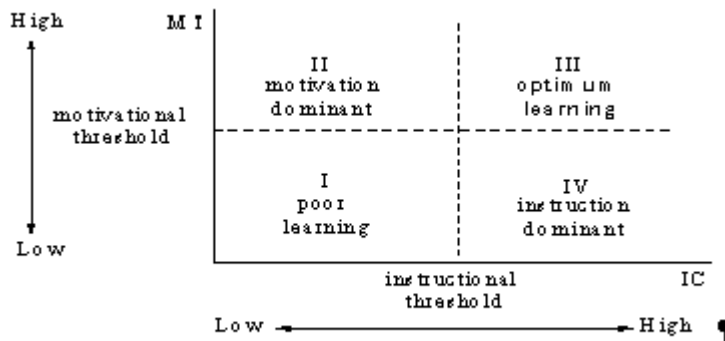 High
M I
II
motivation
dominant
III
optimum
learning
motivational
threshold
I
poor
learning
IV
instruction
dominant
Low
instructional
threshold
IC
Low
High